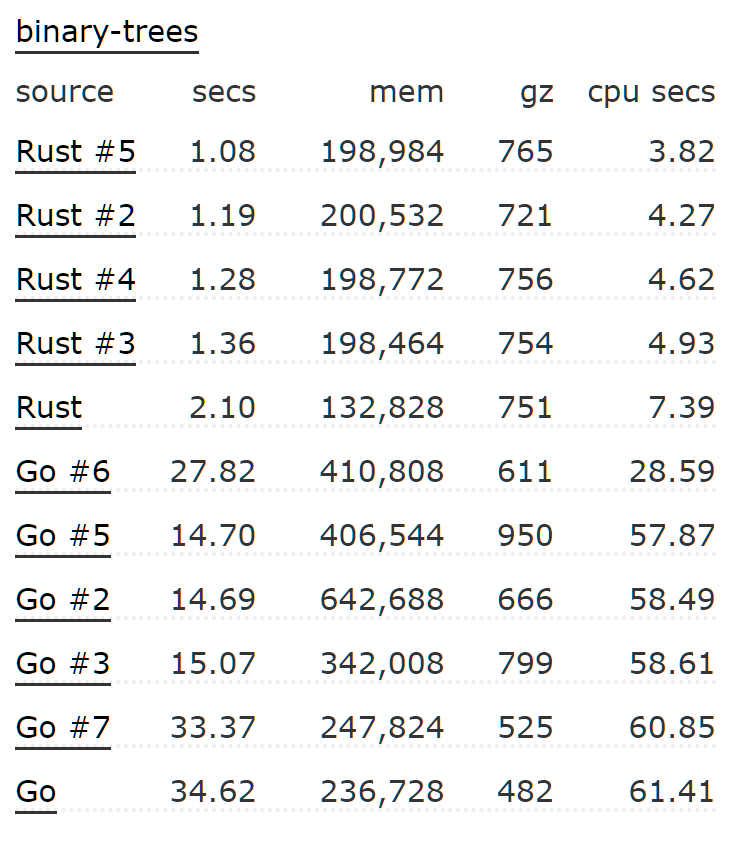 binary-trees
source secs mem gz cpu secs
Rust #5 1.08 198,984 765 3.82
Rust #2 1.19 200,532 721 4.27
Rust #4 1.28 198,772 756 4.62
Rust #3 1.36 198,464 754 4.93
Rust 2.10 132,828 751 7.39
Go #6 27.82 410,808 611 28.59
Go #5 14.70 406,544 950 57.87
Go #2 14.69 642,688 666 58.49
Go #3 15.07 342,008 799 58.61
Go #7 33.37 247,824 525 60.85
Go 34.62 236,728 482 61.41